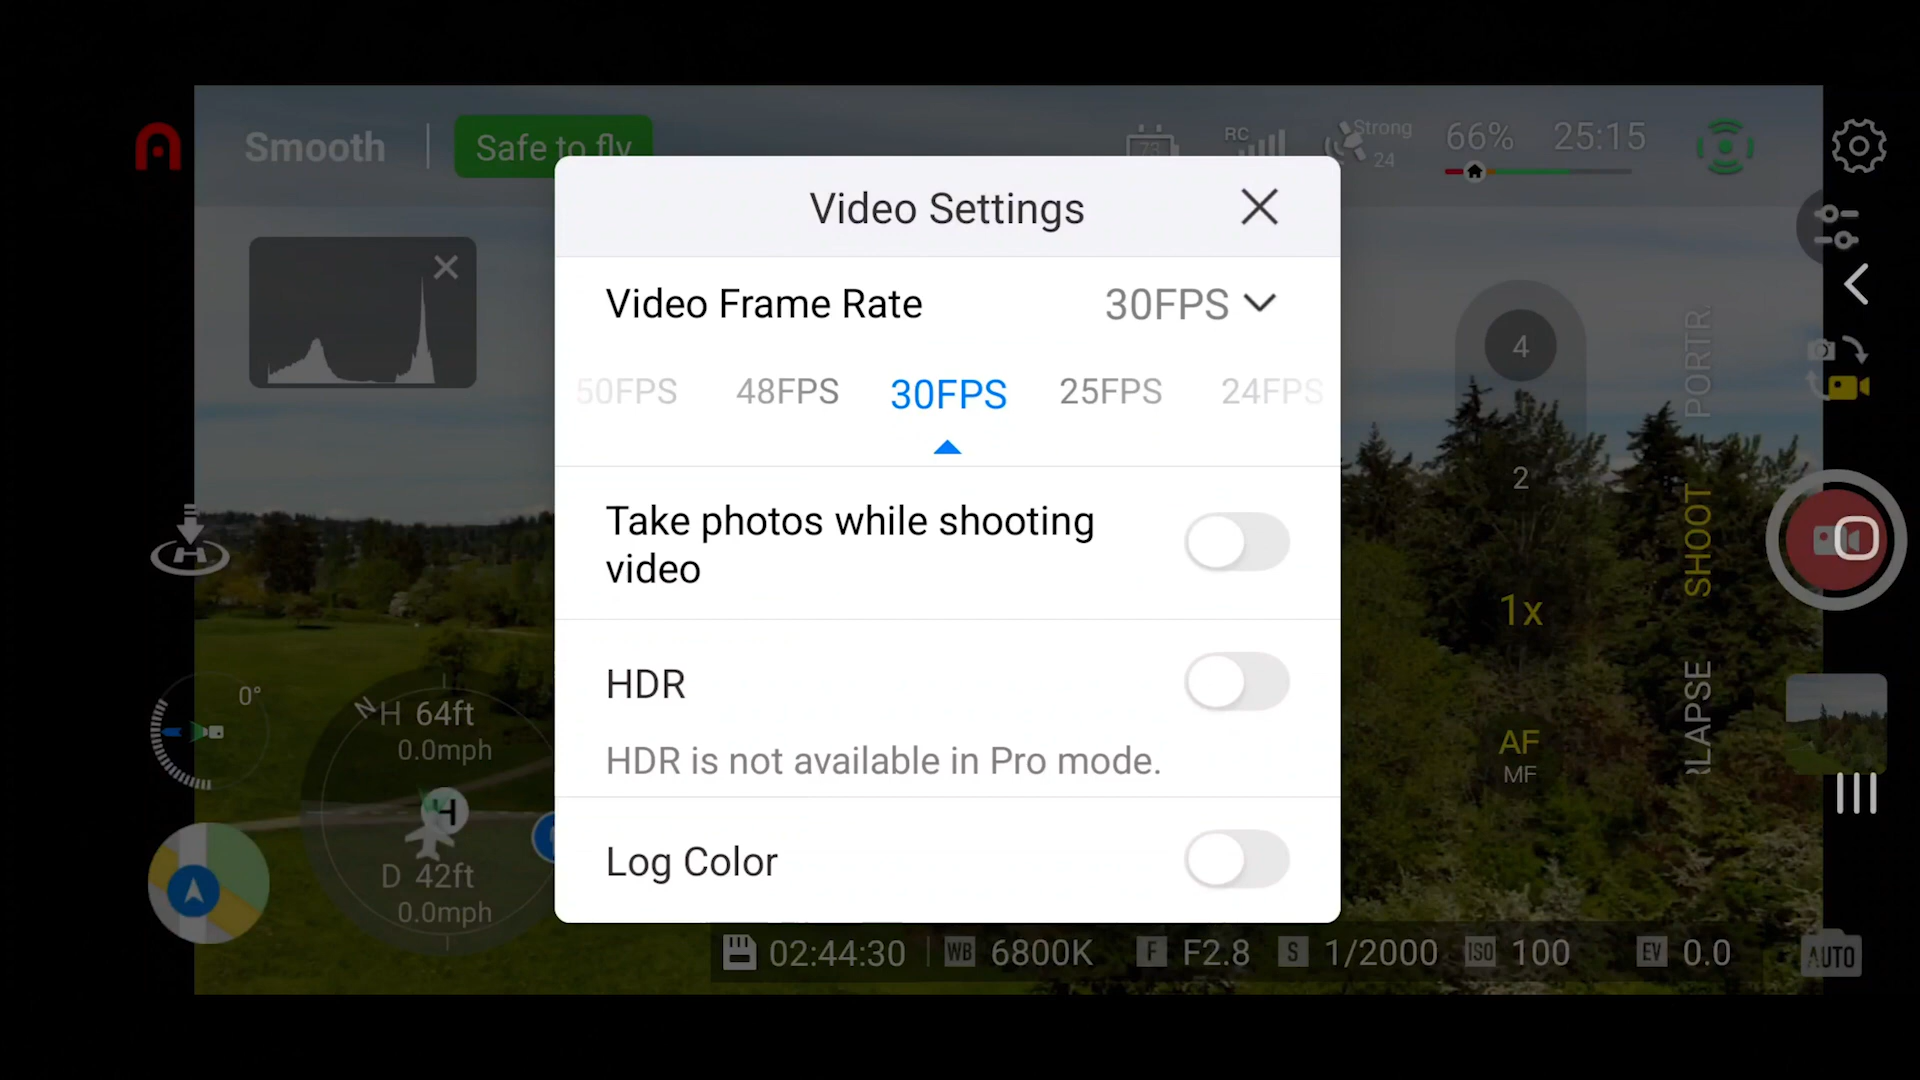 Smooth
Safe to fly
73
RC
Strong
24
66%
25:15
Video Settings
Video Frame Rate
30FPS
50FPS
48FPS
30FPS
25FPS
24FPS
Take photos while shooting
video
HDR
HDR is not available in Pro mode.
Log Color
4
2
1x
AF
MF
PORTR
SHOOT
LAPSE
0°
N
H 64ft
0.0mph
H
D 42ft
0.0mph
H
02:44:30
WB 6800K
F F2.8
S 1/2000
ISO 100
EV 0.0
AUTO